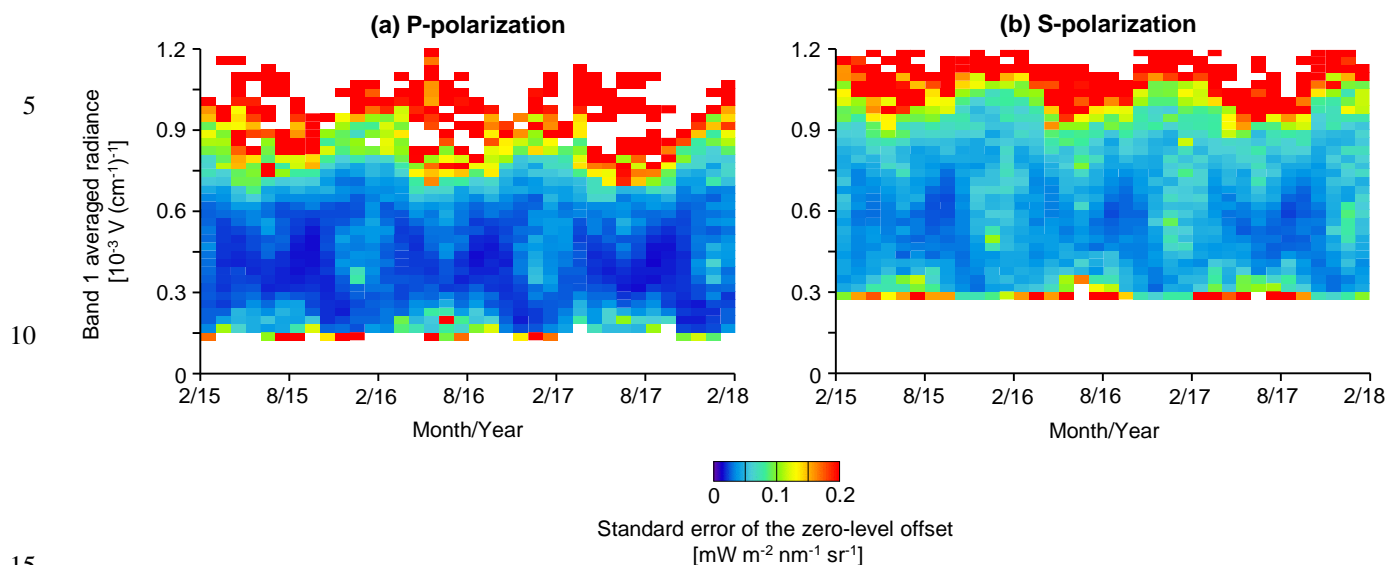 (a) P-polarization
(b) S-polarization
5
10
15
Band 1 averaged radiance
[10⁻³ V (cm⁻¹)⁻¹]
1.2
0.9
0.6
0.3
0
2/15 8/15 2/16 8/16 2/17 8/17 2/18
Month/Year
1.2
0.9
0.6
0.3
0
2/15 8/15 2/16 8/16 2/17 8/17 2/18
Month/Year
0 0.1 0.2
Standard error of the zero-level offset
[mW m⁻² nm⁻¹ sr⁻¹]